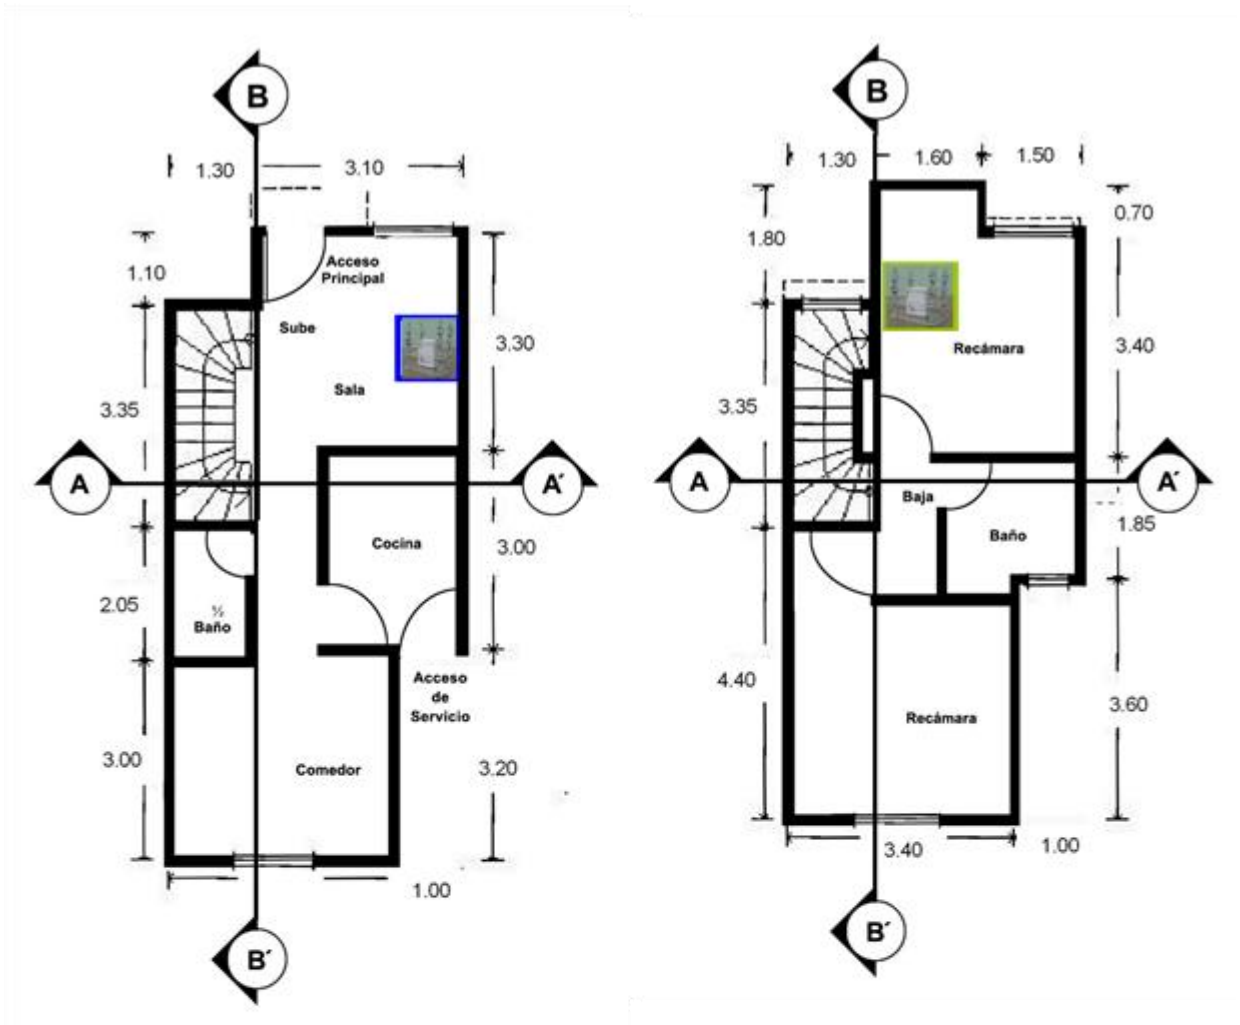 B
1.30
3.10
1.10
Acceso
Principal
Sube
3.30
Sala
3.35
A
A´
Cocina
3.00
2.05
½
Baño
Acceso
de
Servicio
3.00
Comedor
3.20
1.00
B´
B
1.30
1.60
1.50
0.70
1.80
Recámara
3.40
3.35
A
A´
Baja
1.85
Baño
4.40
3.60
Recámara
3.40
1.00
B´